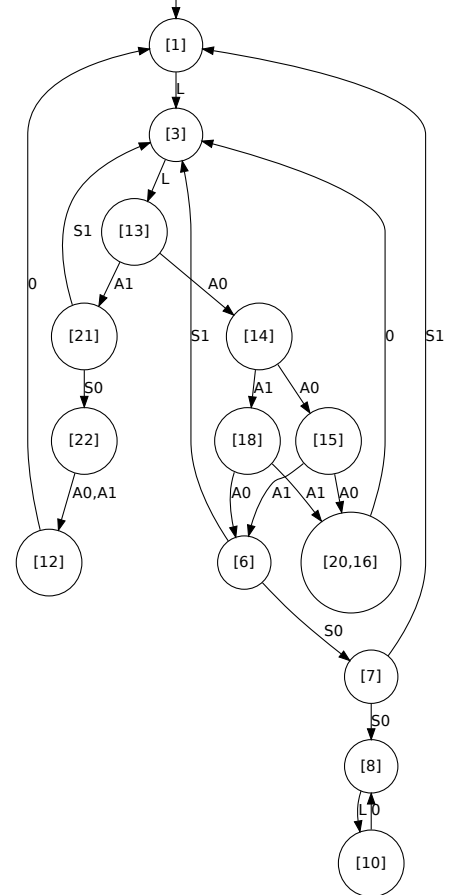 [1]
L
[3]
L
[13]
S1
A1
A0
0
[21]
S1
[14]
0
S1
S0
A1
A0
[22]
[18]
[15]
A0,A1
A0
A1
A1
A0
[12]
[6]
[20,16]
S0
[7]
S0
[8]
L
0
[10]